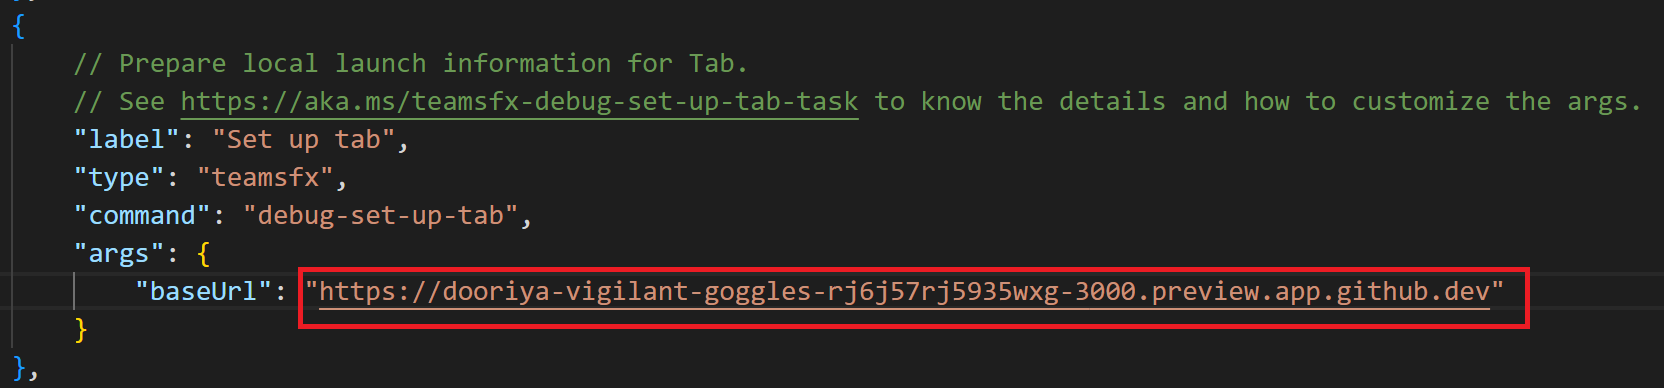 {
// Prepare local launch information for Tab.
// See https://aka.ms/teamsfx-debug-set-up-tab-task to know the details and how to customize the args.
"label": "Set up tab",
"type": "teamsfx",
"command": "debug-set-up-tab",
"args": {
"baseUrl": "https://dooriya-vigilant-goggles-rj6j57rj5935wxg-3000.preview.app.github.dev"
}
},